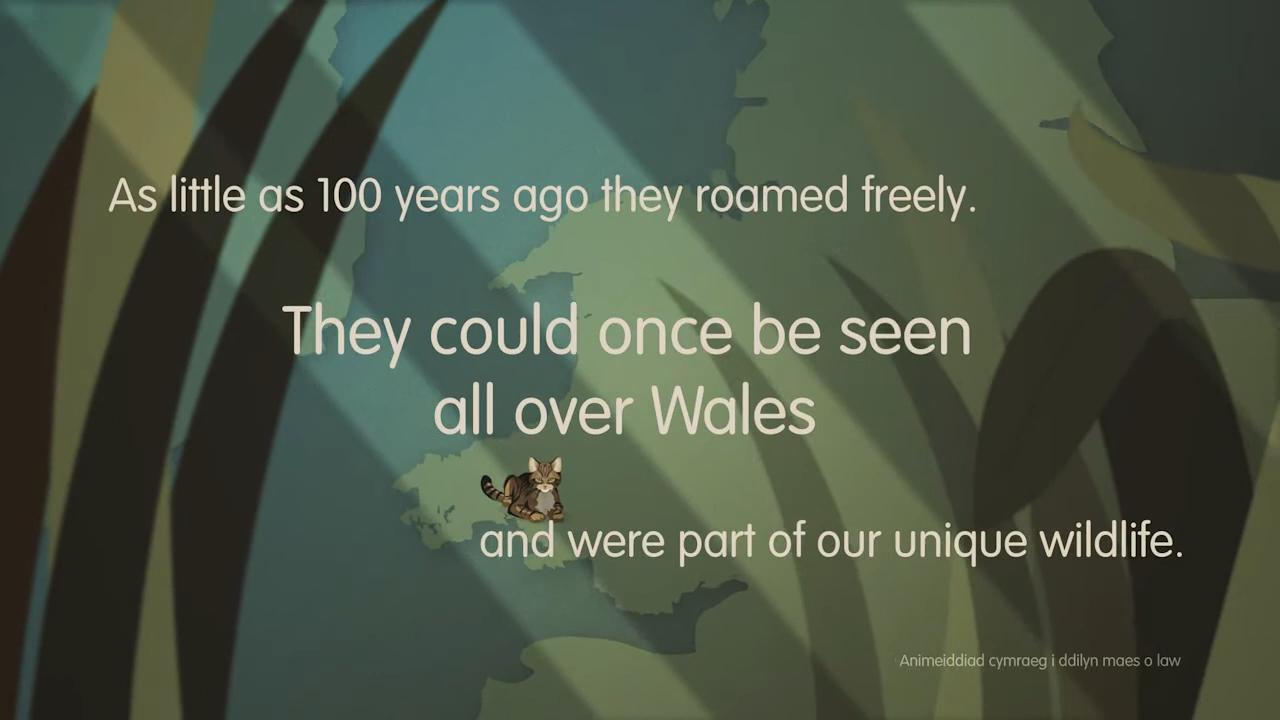 As little as 100 years ago they roamed freely.
They could once be seen
all over Wales
and were part of our unique wildlife.
Animeiddiad cymraeg i ddilyn maes o law